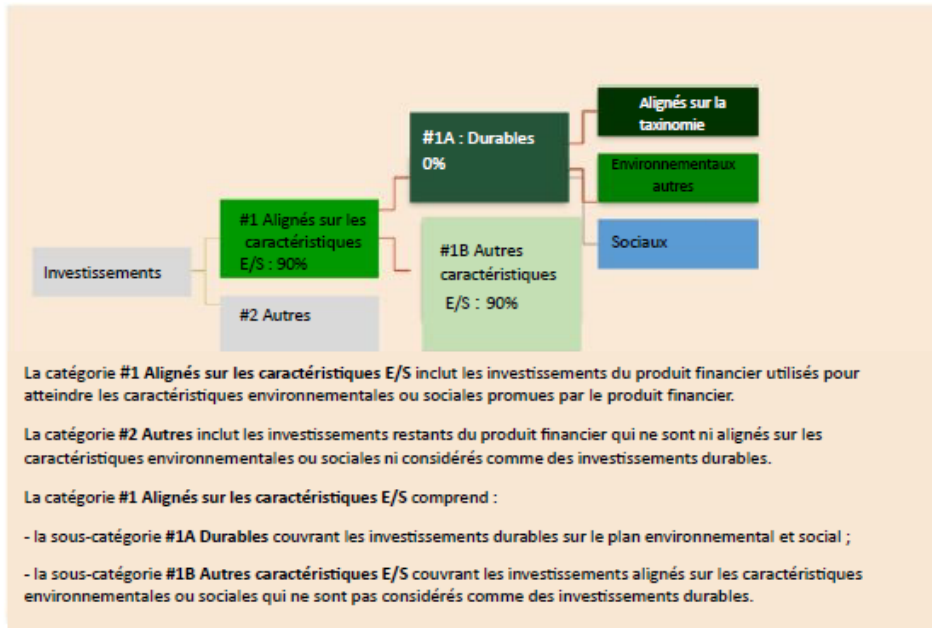 Alignés sur la
taxinomie
#1A : Durables
0%
Environnementaux
autres
#1 Alignés sur les
caractéristiques
E/S : 90%
Sociaux
#1B Autres
caractéristiques
E/S : 90%
Investissements
#2 Autres
La catégorie #1 Alignés sur les caractéristiques E/S inclut les investissements du produit financier utilisés pour
atteindre les caractéristiques environnementales ou sociales promues par le produit financier.
La catégorie #2 Autres inclut les investissements restants du produit financier qui ne sont ni alignés sur les
caractéristiques environnementales ou sociales ni considérés comme des investissements durables.
La catégorie #1 Alignés sur les caractéristiques E/S comprend :
- la sous-catégorie #1A Durables couvrant les investissements durables sur le plan environnemental et social ;
- la sous-catégorie #1B Autres caractéristiques E/S couvrant les investissements alignés sur les caractéristiques
environnementales ou sociales qui ne sont pas considérés comme des investissements durables.